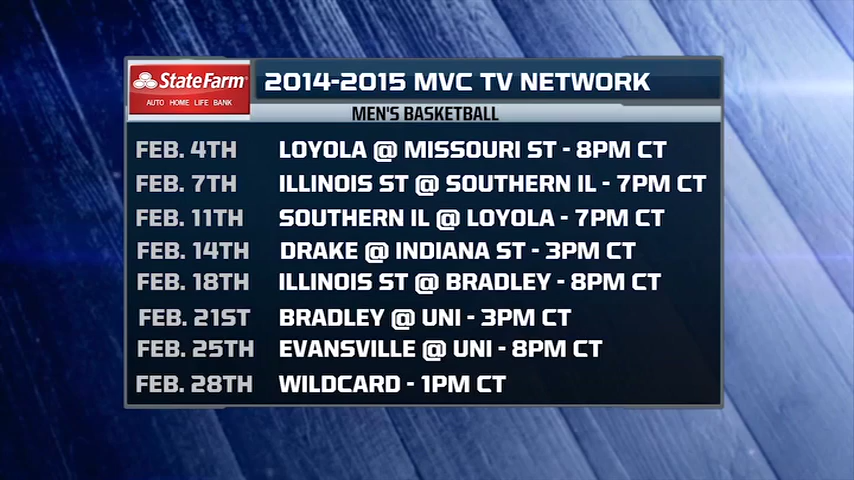 StateFarm®
AUTO HOME LIFE BANK
2014-2015 MVC TV NETWORK
MEN'S BASKETBALL
FEB. 4TH LOYOLA @ MISSOURI ST - 8PM CT
FEB. 7TH ILLINOIS ST @ SOUTHERN IL - 7PM CT
FEB. 11TH SOUTHERN IL @ LOYOLA - 7PM CT
FEB. 14TH DRAKE @ INDIANA ST - 3PM CT
FEB. 18TH ILLINOIS ST @ BRADLEY - 8PM CT
FEB. 21ST BRADLEY @ UNI - 3PM CT
FEB. 25TH EVANSVILLE @ UNI - 8PM CT
FEB. 28TH WILDCARD - 1PM CT